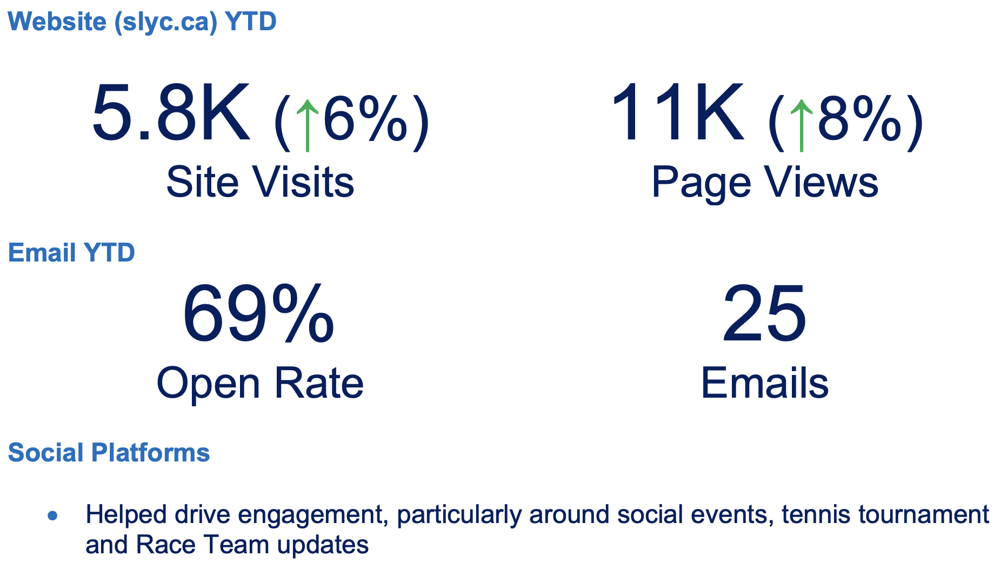 Website (slyc.ca) YTD
5.8K (↑6%)
Site Visits
11K (↑8%)
Page Views
Email YTD
69%
Open Rate
25
Emails
Social Platforms
• Helped drive engagement, particularly around social events, tennis tournament
and Race Team updates